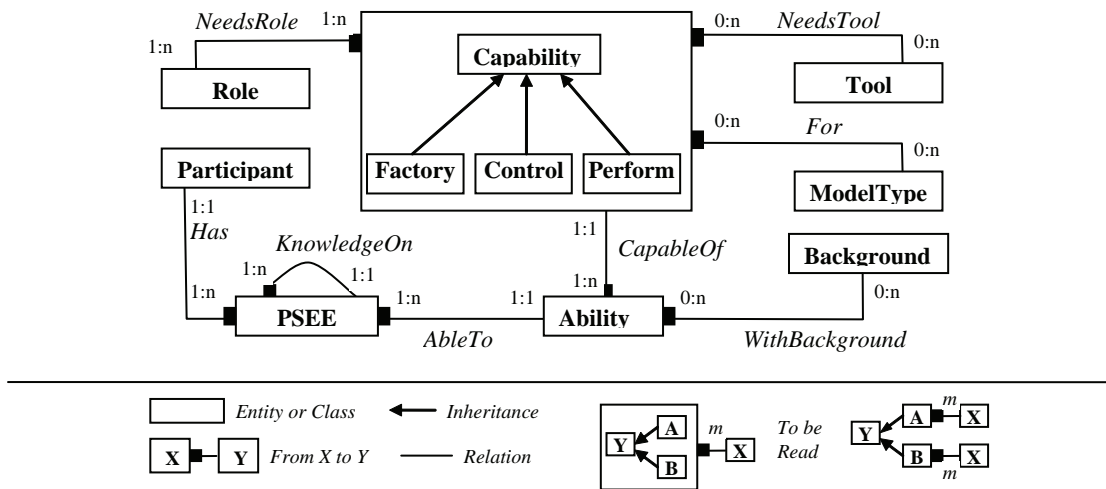 NeedsRole
1:n
1:n
Role
Capability
Factory
Control
Perform
0:n
NeedsTool
0:n
Tool
0:n
For
0:n
ModelType
Participant
1:1
Has
1:n
KnowledgeOn
1:n
1:1
PSEE
1:n
AbleTo
1:1
Ability
1:1
CapableOf
1:n
0:n
WithBackground
0:n
Background
Entity or Class
Inheritance
X
Y
From X to Y
Relation
Y
A
B
m
X
To be
Read
Y
A
m
X
B
m
X